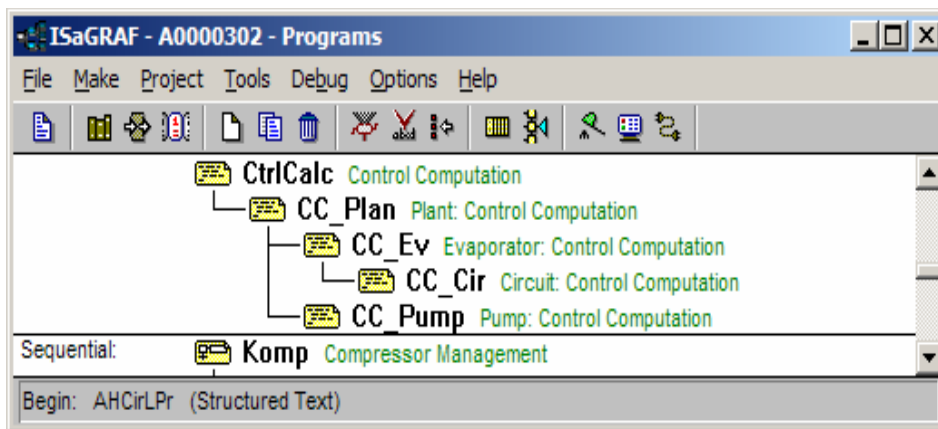 ISaGRAF - A0000302 - Programs
File Make Project Tools Debug Options Help
CtrlCalc Control Computation
CC_Plan Plant: Control Computation
CC_Ev Evaporator: Control Computation
CC_Cir Circuit: Control Computation
CC_Pump Pump: Control Computation
Sequential: Komp Compressor Management
Begin: AHCirLPr (Structured Text)